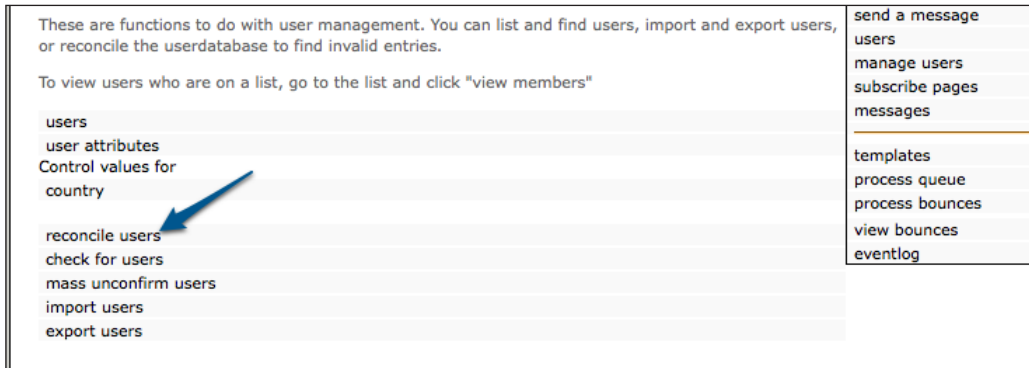 These are functions to do with user management. You can list and find users, import and export users,
or reconcile the userdatabase to find invalid entries.
To view users who are on a list, go to the list and click "view members"
users
user attributes
Control values for
country
reconcile users
check for users
mass unconfirm users
import users
export users
send a message
users
manage users
subscribe pages
messages
templates
process queue
process bounces
view bounces
eventlog